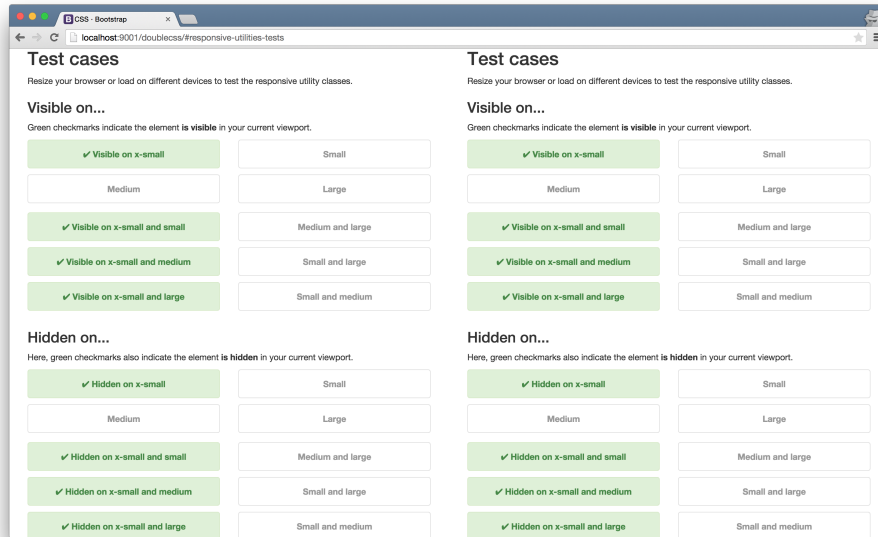 CSS · Bootstrap
localhost:9001/doublecss/#responsive-utilities-tests
Test cases
Resize your browser or load on different devices to test the responsive utility classes.
Visible on...
Green checkmarks indicate the element is visible in your current viewport.
✔ Visible on x-small
Small
Medium
Large
✔ Visible on x-small and small
Medium and large
✔ Visible on x-small and medium
Small and large
✔ Visible on x-small and large
Small and medium
Hidden on...
Here, green checkmarks also indicate the element is hidden in your current viewport.
✔ Hidden on x-small
Small
Medium
Large
✔ Hidden on x-small and small
Medium and large
✔ Hidden on x-small and medium
Small and large
✔ Hidden on x-small and large
Small and medium
Test cases
Resize your browser or load on different devices to test the responsive utility classes.
Visible on...
Green checkmarks indicate the element is visible in your current viewport.
✔ Visible on x-small
Small
Medium
Large
✔ Visible on x-small and small
Medium and large
✔ Visible on x-small and medium
Small and large
✔ Visible on x-small and large
Small and medium
Hidden on...
Here, green checkmarks also indicate the element is hidden in your current viewport.
✔ Hidden on x-small
Small
Medium
Large
✔ Hidden on x-small and small
Medium and large
✔ Hidden on x-small and medium
Small and large
✔ Hidden on x-small and large
Small and medium